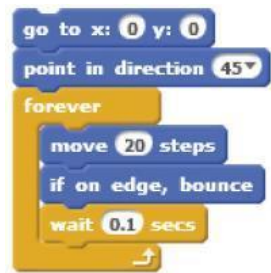 go to x: 0 y: 0
point in direction 45
forever
move 20 steps
if on edge, bounce
wait 0.1 secs